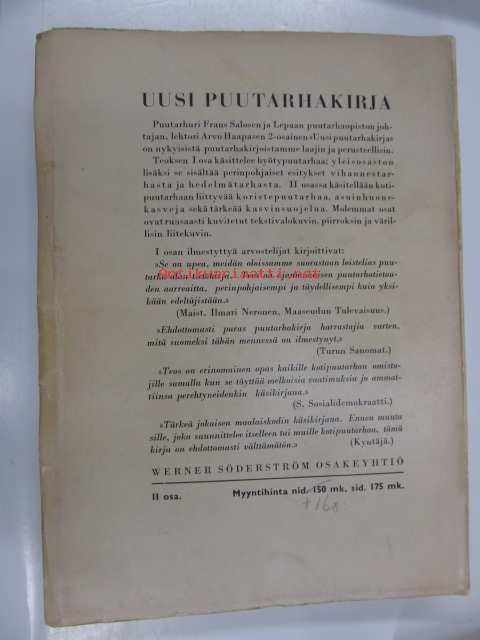 UUSI PUUTARHAKIRJA
Puutarhuri Frans Salosen ja Lepaan puutarhaopiston joh-
tajan, lehtori Arvo Haapasen 2-osainen »Uusi puutarhakirja»
on nykyisistä puutarhakirjoistamme laajin ja perusteellisin.
Teoksen I osa käsittelee hyötypuutarhaa; yleisosaston
lisäksi se sisältää perinpohjaiset esitykset vihannestar-
hasta ja hedelmätarhasta. II osassa käsitellään koti-
puutarhaan liittyvää koristepuutarhaa, asuinhuone-
kasveja sekä tärkeää kasvinsuojelua. Molemmat osat
ovat runsaasti kuvitetut tekstivalokuvin, piirroksin ja väril-
lisin liitekuvin.
I osan ilmestyttyä arvostelijat kirjoittivat:
»Se on upea, meidän oloissamme suorastaan loistelias puu-
tarha-alan
antikvariaatti.net
aarreaitta, perinpohjaisempi ja täydellisempi kuin yksi-
kään edeltäjistään.»
(Maist. Ilmari Neronen, Maaseudun Tulevaisuus.)
»Ehdottomasti paras puutarhakirja harrastajia varten,
mitä suomeksi tähän mennessä on ilmestynyt.»
(Turun Sanomat.)
»Teos on erinomainen opas kaikille kotipuutarhan omista-
jille samalla kun se täyttää melkoisia vaatimuksia ja ammat-
tiinsa perehtyneidenkin käsikirjana.»
(S. Sosialidemokraatti.)
»Tärkeä jokaisen maalaiskodin käsikirjana. Ennen muuta
sille, joka suunnittelee itselleen tai muille kotipuutarhan, tämä
kirja on ehdottomasti välttämätön.»
(Kyntäjä.)
WERNER SÖDERSTRÖM OSAKEYHTIÖ
II osa. Myyntihinta nid. 150 mk, sid. 175 mk.